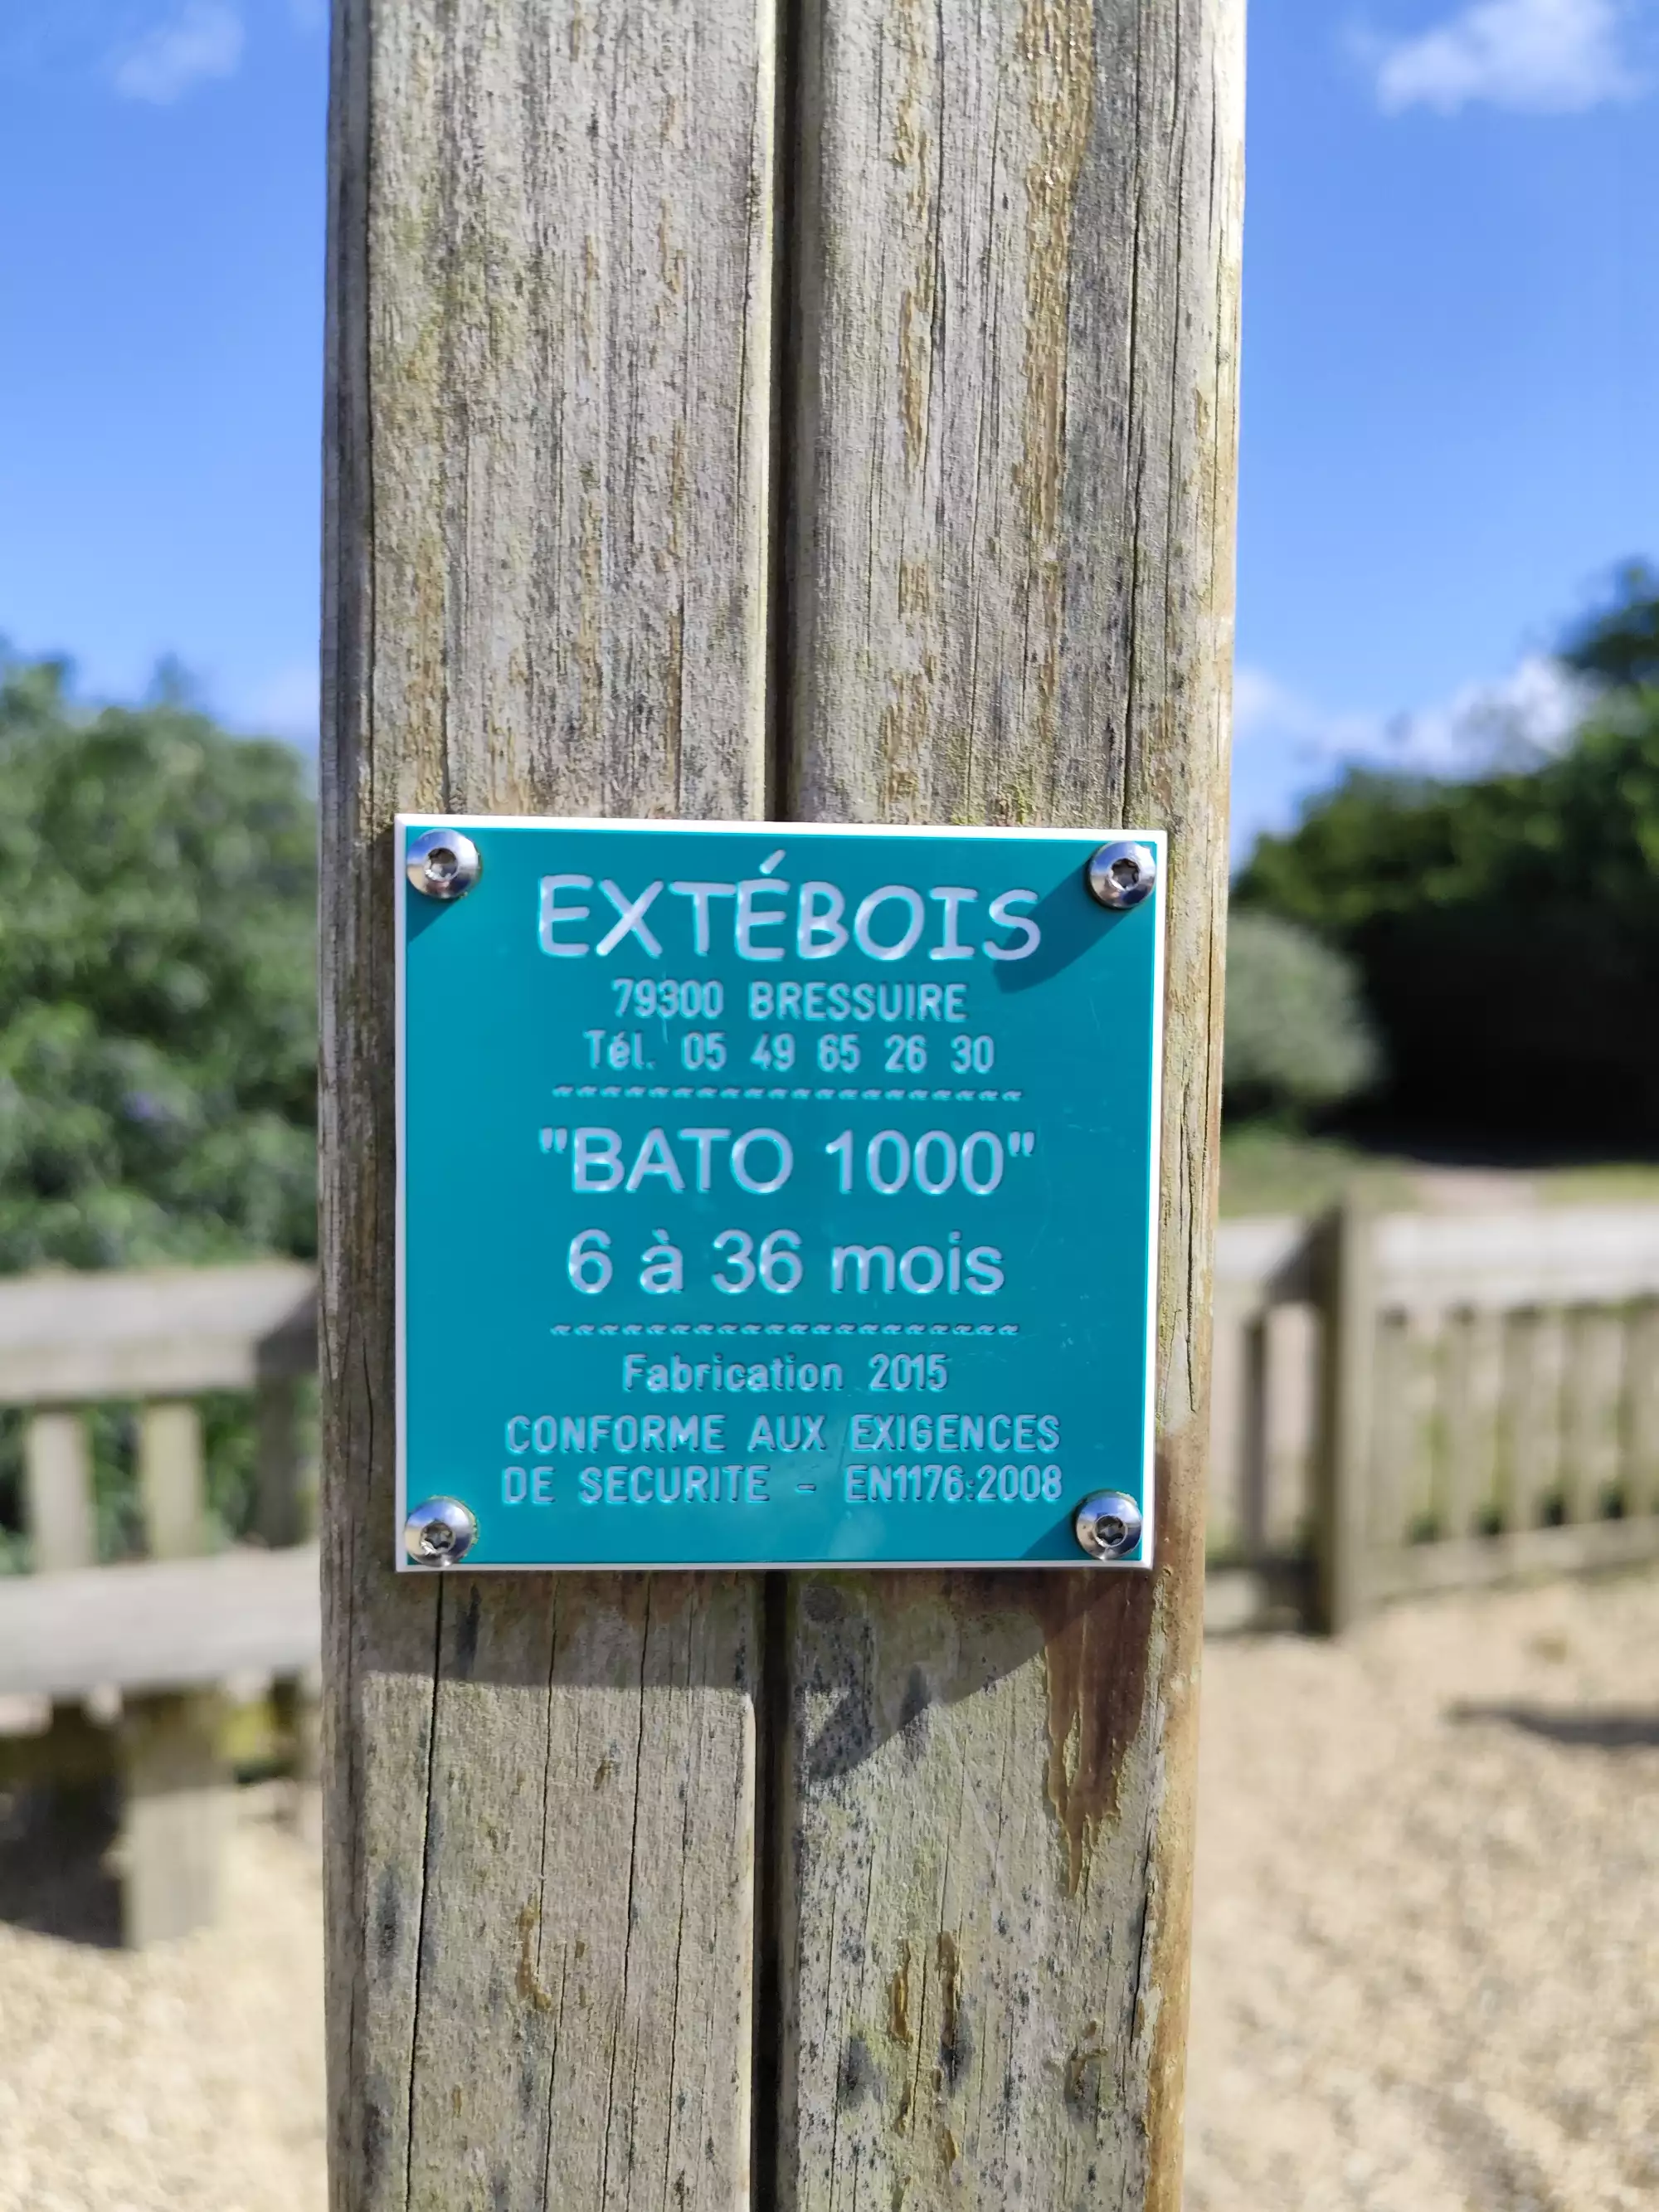 EXTÉBOIS
79300 BRESSUIRE
Tél. 05 49 65 26 30
~~~~~~~~~~~~~~~~~~~~
"BATO 1000"
6 à 36 mois
~~~~~~~~~~~~~~~~~~~~
Fabrication 2015
CONFORME AUX EXIGENCES
DE SECURITE - EN1176:2008